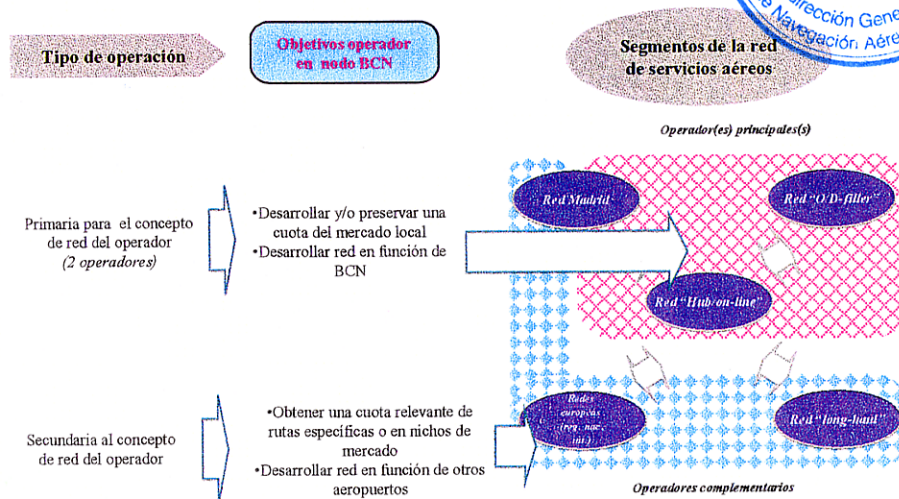 Dirección Gene
Navegación Aére
Tipo de operación
Objetivos operador
en nodo BCN
Segmentos de la red
de servicios aéreos
Operador(es) principales(s)
Red Madrid
Red "O/D-filler"
Primaria para el concepto
de red del operador
(2 operadores)
•Desarrollar y/o preservar una
cuota del mercado local
•Desarrollar red en función de
BCN
Red "Hub/on-line"
Secundaria al concepto
de red del operador
•Obtener una cuota relevante de
rutas específicas o en nichos de
mercado
•Desarrollar red en función de otros
aeropuertos
Redes
europeas
(reg., nac.,
int.)
Red "long-haul"
Operadores complementarios